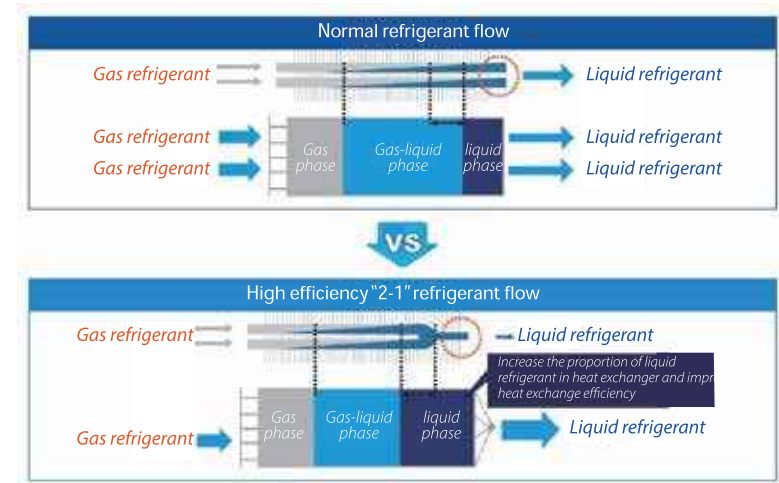 Normal refrigerant flow
Gas refrigerant
Liquid refrigerant
Gas refrigerant
Liquid refrigerant
Gas refrigerant
Liquid refrigerant
Gas
phase
Gas-liquid
phase
liquid
phase
VS
High efficiency "2-1" refrigerant flow
Gas refrigerant
Liquid refrigerant
Increase the proportion of liquid
refrigerant in heat exchanger and impr
heat exchange efficiency
Gas
phase
Gas-liquid
phase
liquid
phase
Gas refrigerant
Liquid refrigerant